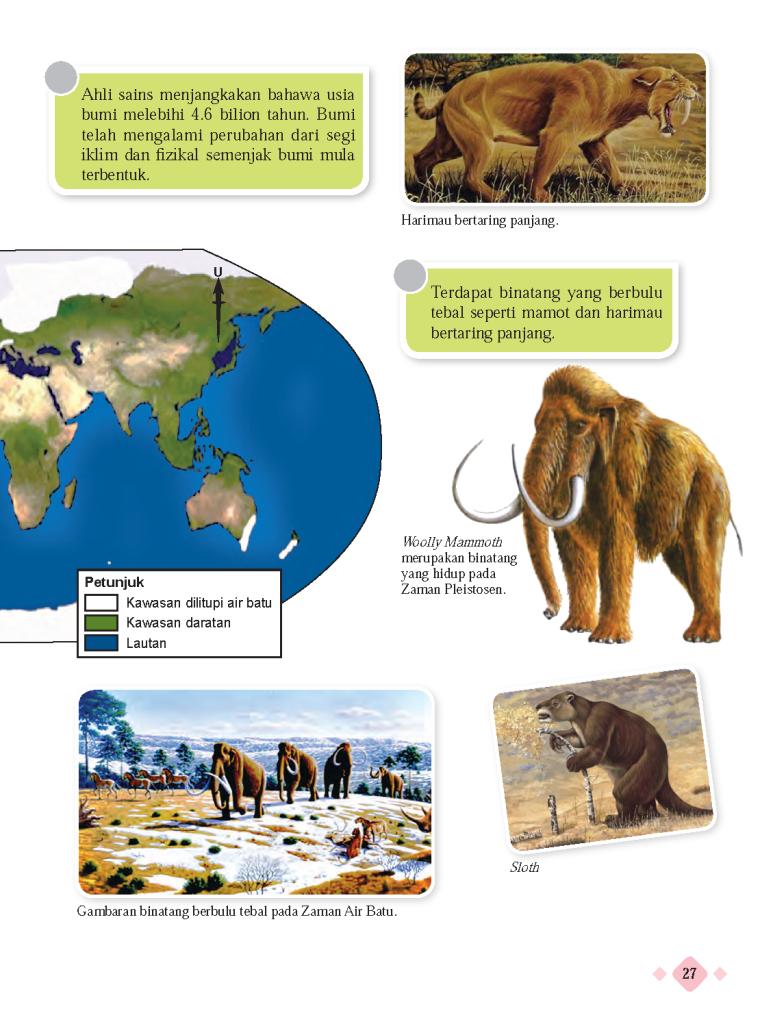 Ahli sains menjangkakan bahawa usia
bumi melebihi 4.6 bilion tahun. Bumi
telah mengalami perubahan dari segi
iklim dan fizikal semenjak bumi mula
terbentuk.
Harimau bertaring panjang.
U
Terdapat binatang yang berbulu
tebal seperti mamot dan harimau
bertaring panjang.
Woolly Mammoth
merupakan binatang
yang hidup pada
Zaman Pleistosen.
Petunjuk
Kawasan dilitupi air batu
Kawasan daratan
Lautan
Gambaran binatang berbulu tebal pada Zaman Air Batu.
Sloth
27